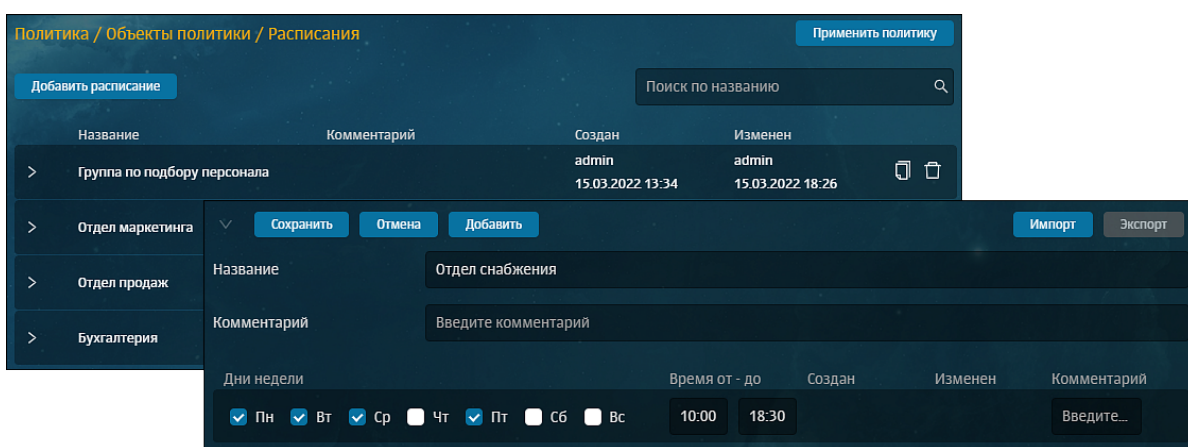 Политика / Объекты политики / Расписания
Применить политику
Добавить расписание
Поиск по названию
Название Комментарий Создан Изменен
Группа по подбору персонала admin 15.03.2022 13:34 admin 15.03.2022 18:26
Отдел маркетинга
Отдел продаж
Бухгалтерия
Сохранить Отмена Добавить Импорт Экспорт
Название Отдел снабжения
Комментарий Введите комментарий
Дни недели Время от - до Создан Изменен Комментарий
Пн Вт Ср Чт Пт Сб Вс 10:00 18:30 Введите...